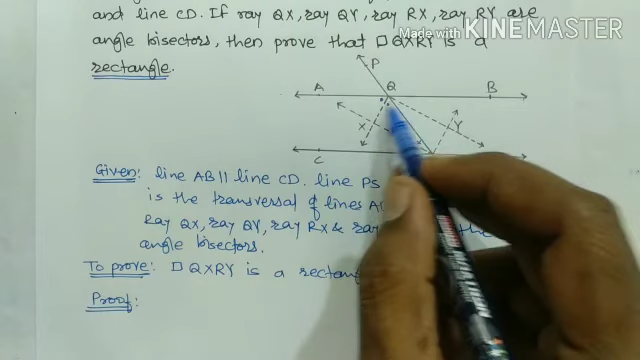 Made with KINEMASTER
and line CD. If ray QX, ray QY, ray RX, ray RY are
angle bisectors, then prove that □ QXRY is a
rectangle.
P
A Q B
X Y
C
Given: line AB || line CD. line PS
is the transversal of lines A
Ray QX, ray QY, ray RX & ray
angle bisectors.
To prove: □ QXRY is a rectang
Proof: